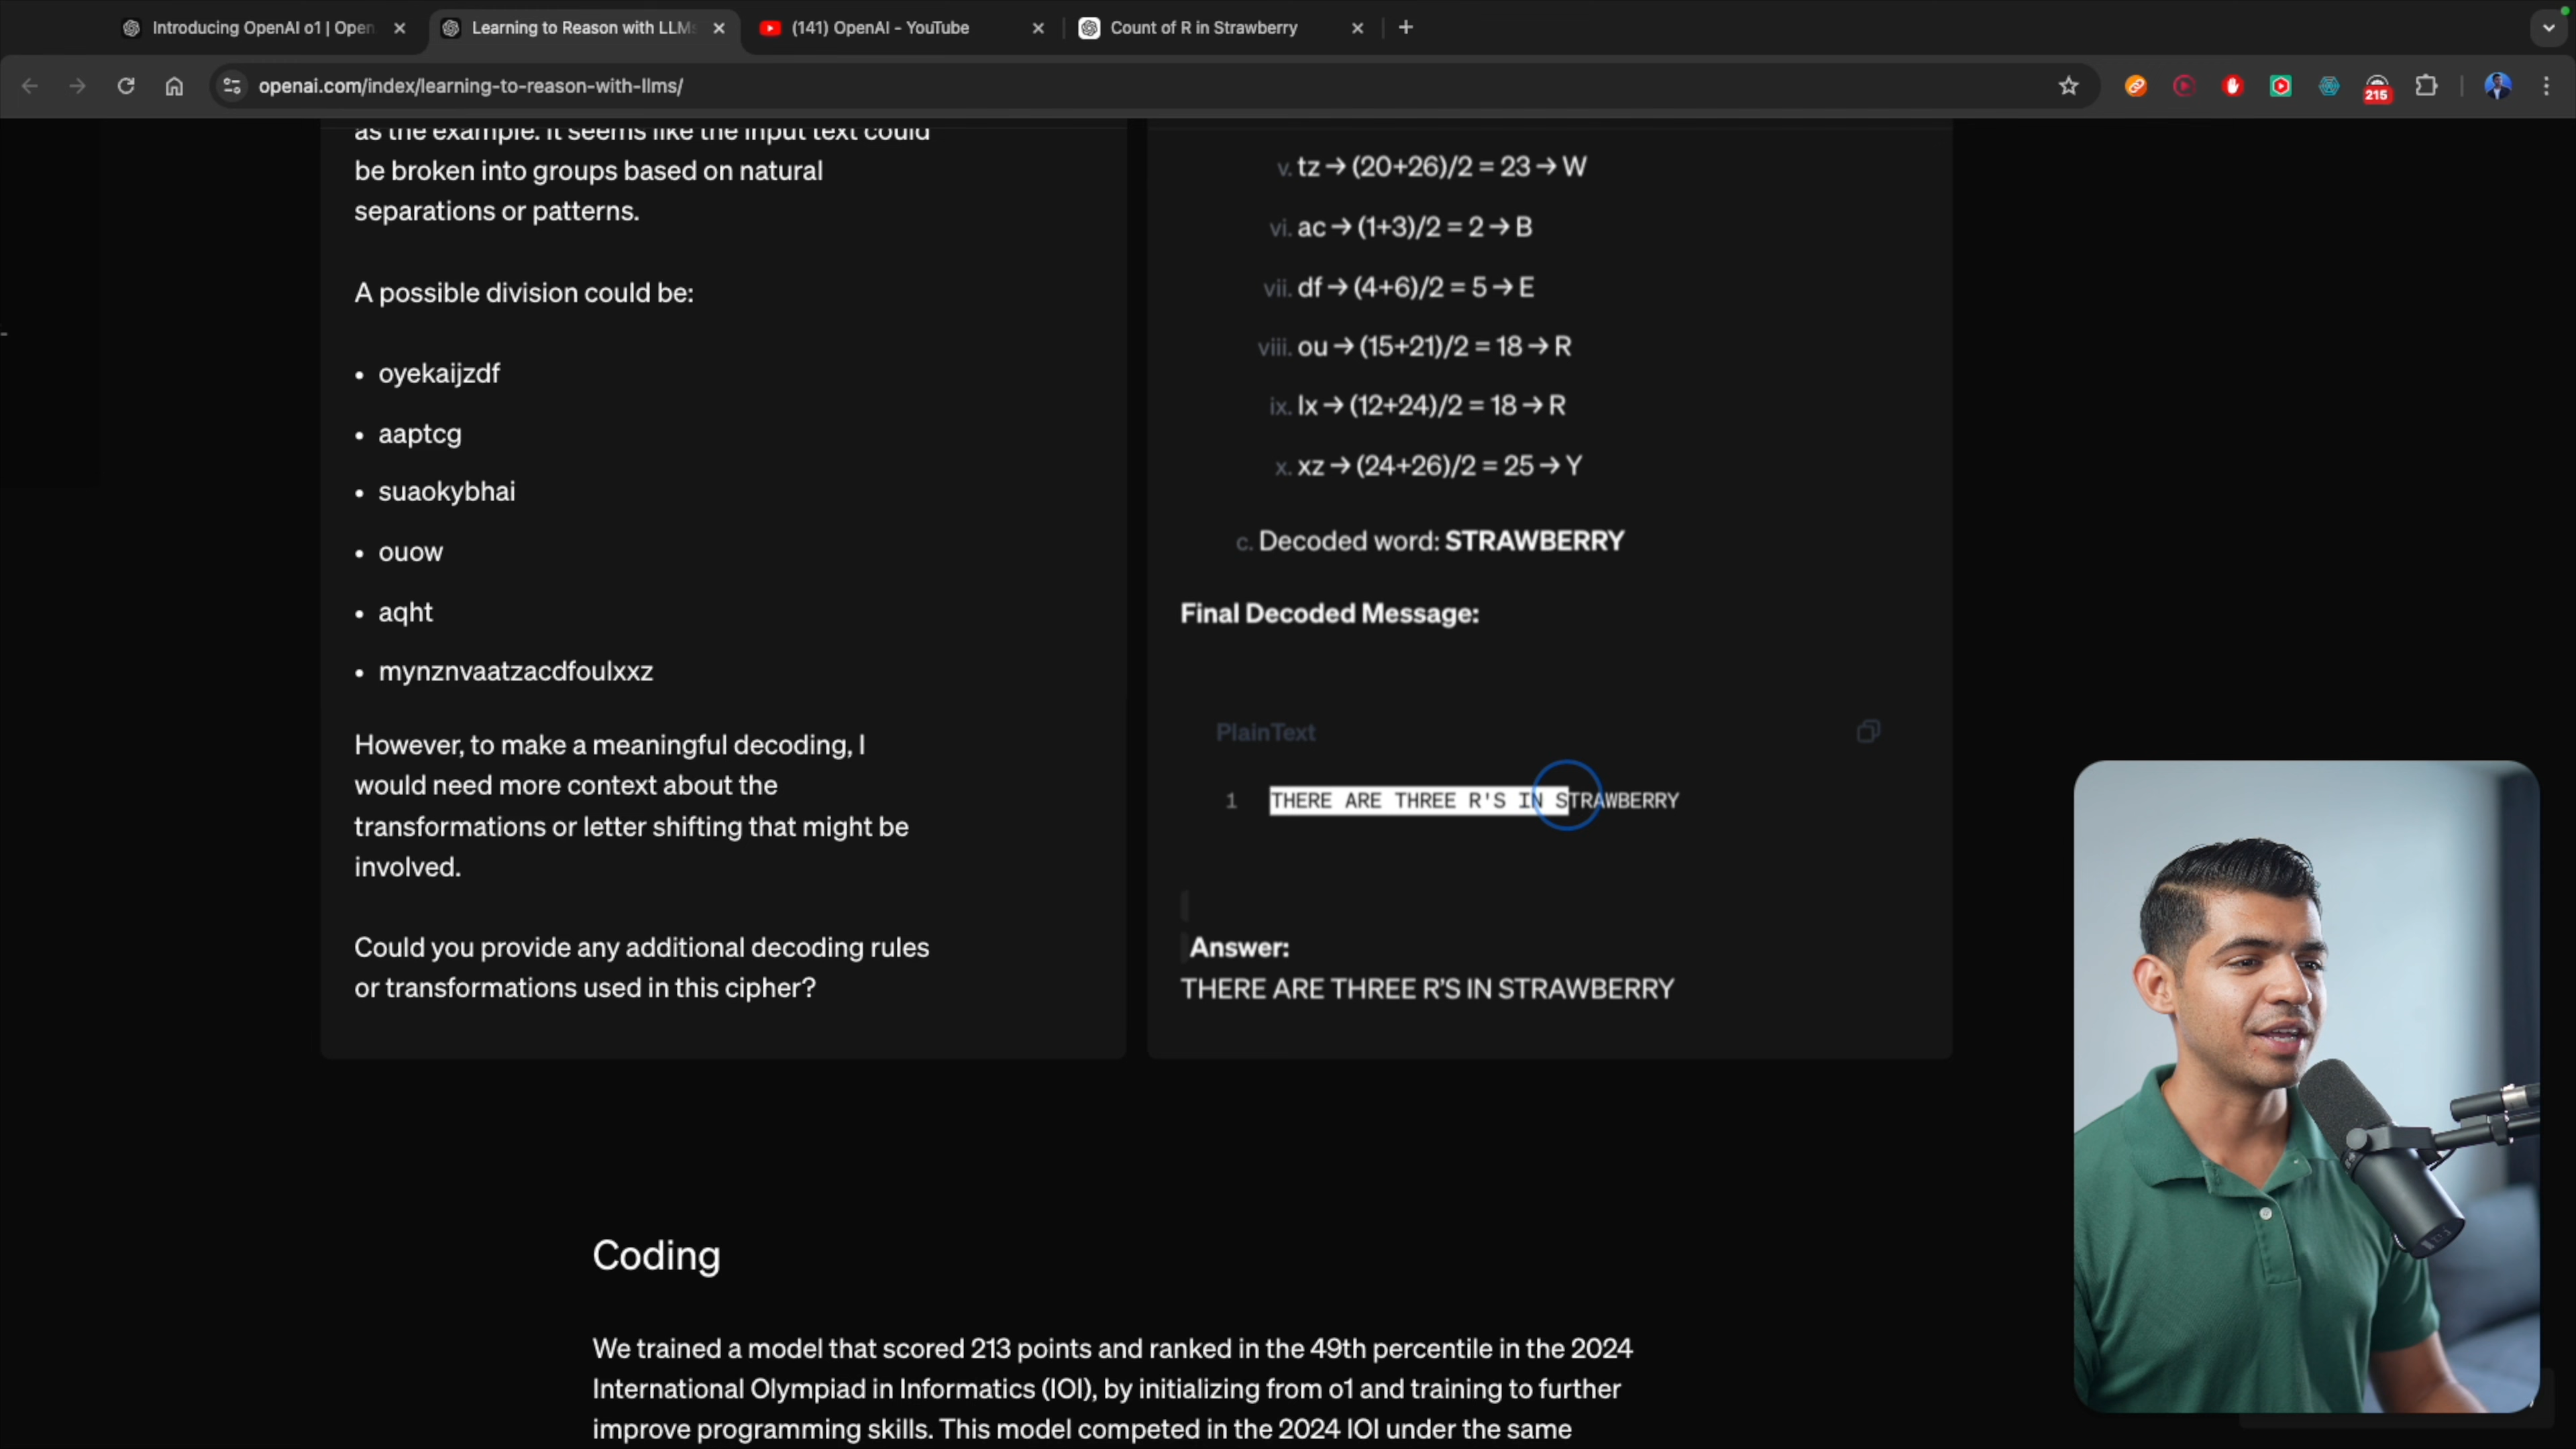 Introducing OpenAI o1 | Open
Learning to Reason with LLMs
(141) OpenAI - YouTube
Count of R in Strawberry
openai.com/index/learning-to-reason-with-llms/
215
as the example. It seems like the input text could
be broken into groups based on natural
separations or patterns.
A possible division could be:
• oyekaijzdf
• aaptcg
• suaokybhai
• ouow
• aqht
• mynznvaatzacdfoulxxz
However, to make a meaningful decoding, I
would need more context about the
transformations or letter shifting that might be
involved.
Could you provide any additional decoding rules
or transformations used in this cipher?
v. tz → (20+26)/2 = 23 → W
vi. ac → (1+3)/2 = 2 → B
vii. df → (4+6)/2 = 5 → E
viii. ou → (15+21)/2 = 18 → R
ix. lx → (12+24)/2 = 18 → R
x. xz → (24+26)/2 = 25 → Y
c. Decoded word: STRAWBERRY
Final Decoded Message:
PlainText
1 THERE ARE THREE R'S IN STRAWBERRY
Answer:
THERE ARE THREE R'S IN STRAWBERRY
Coding
We trained a model that scored 213 points and ranked in the 49th percentile in the 2024
International Olympiad in Informatics (IOI), by initializing from o1 and training to further
improve programming skills. This model competed in the 2024 IOI under the same